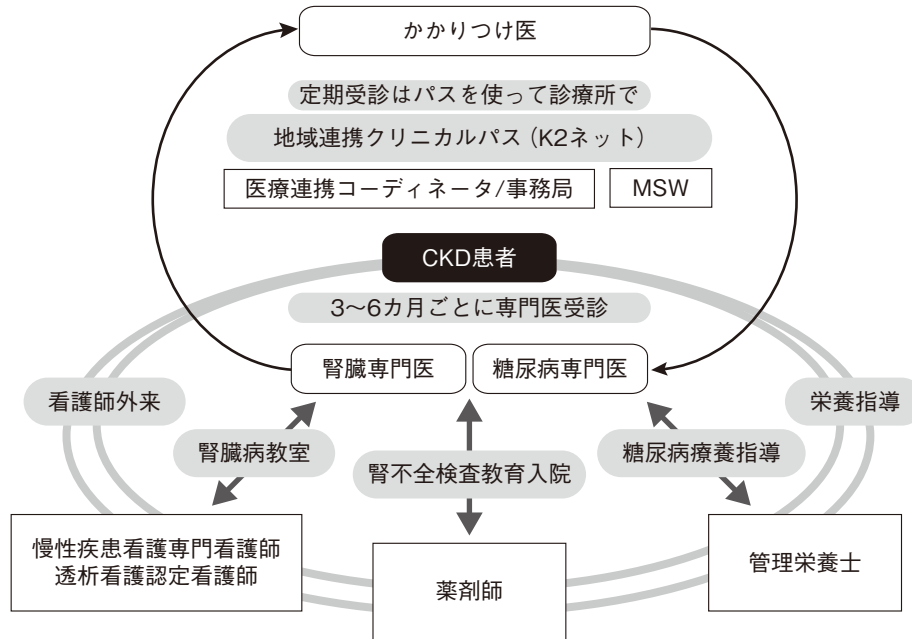 かかりつけ医
定期受診はパスを使って診療所で
地域連携クリニカルパス（K2ネット）
医療連携コーディネータ/事務局
MSW
CKD患者
3〜6カ月ごとに専門医受診
腎臓専門医
糖尿病専門医
看護師外来
栄養指導
腎臓病教室
腎不全検査教育入院
糖尿病療養指導
慢性疾患看護専門看護師
透析看護認定看護師
薬剤師
管理栄養士